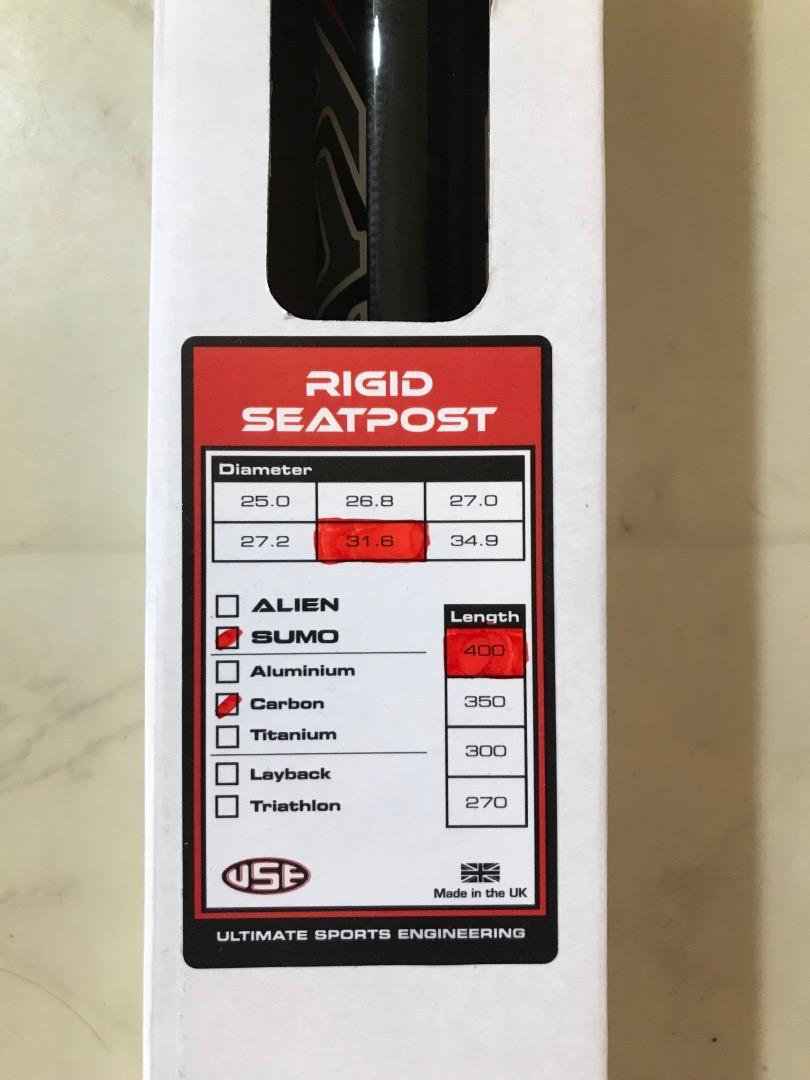 RIGID
SEATPOST
Diameter
25.0 26.8 27.0
27.2 31.6 34.9
ALIEN
SUMO
Aluminium
Carbon
Titanium
Layback
Triathlon
Length
400
350
300
270
USE
Made in the UK
ULTIMATE SPORTS ENGINEERING